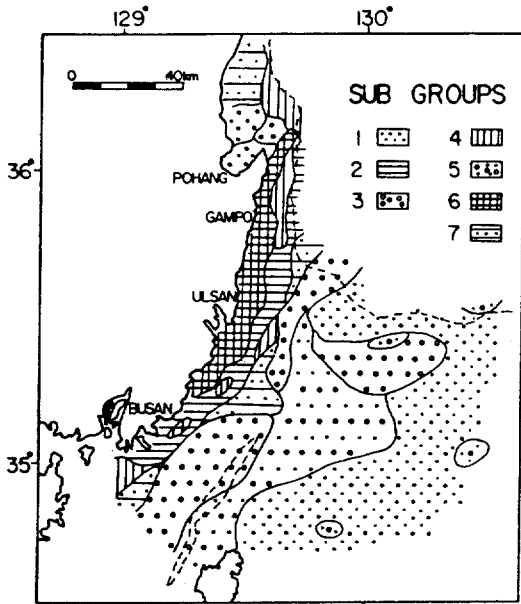 129° 130°
0 40km
SUB GROUPS
1 4
2 5
3 6
7
36°
POHANG
GAMPO
ULSAN
BUSAN
35°